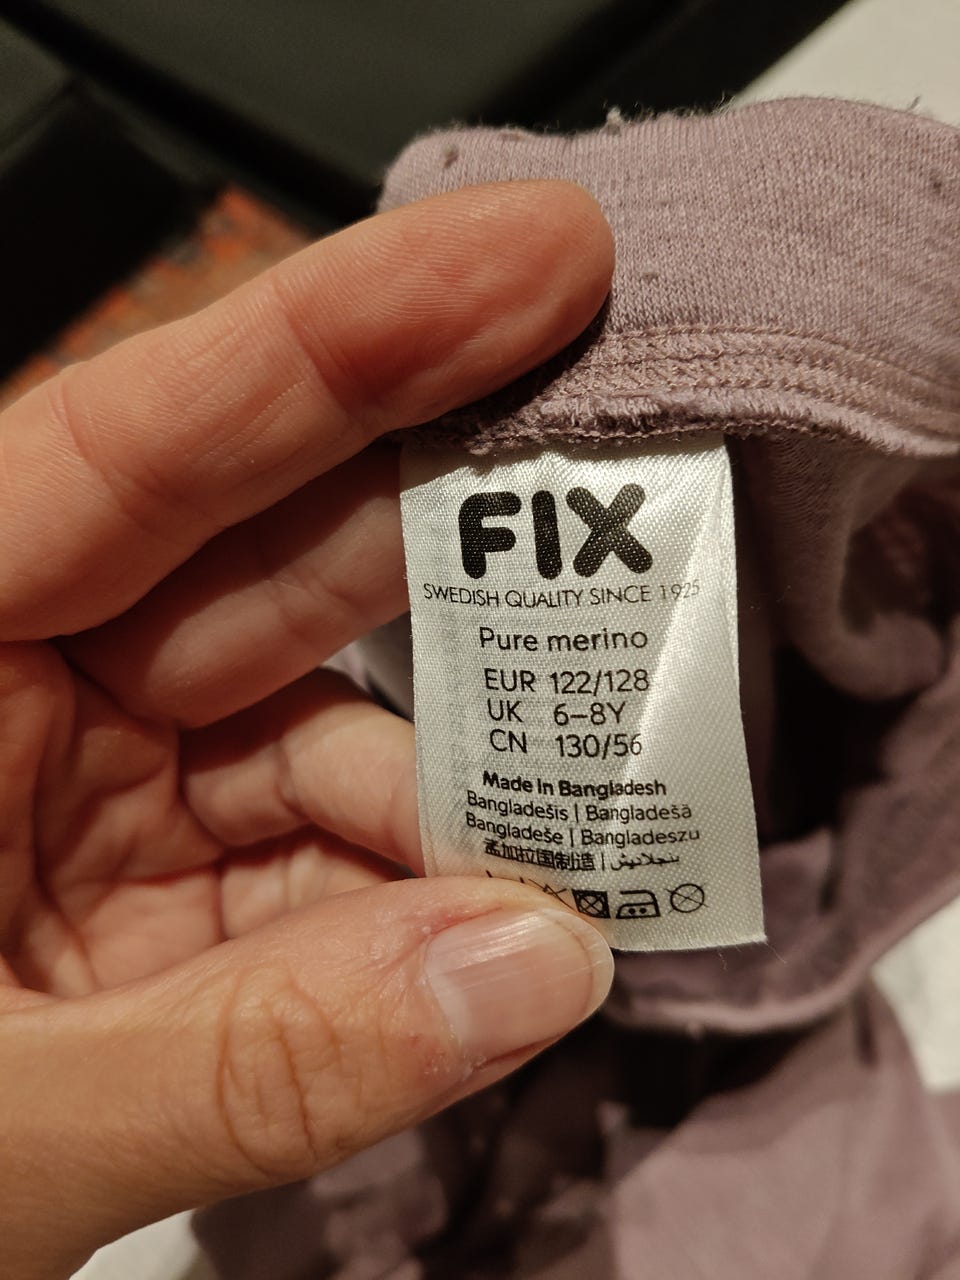 FIX
SWEDISH QUALITY SINCE 1925
Pure merino
EUR 122/128
UK 6–8Y
CN 130/56
Made in Bangladesh
Bangladešis | Bangladešā
Bangladeše | Bangladeszu
孟加拉国制造 | بنجلاديش